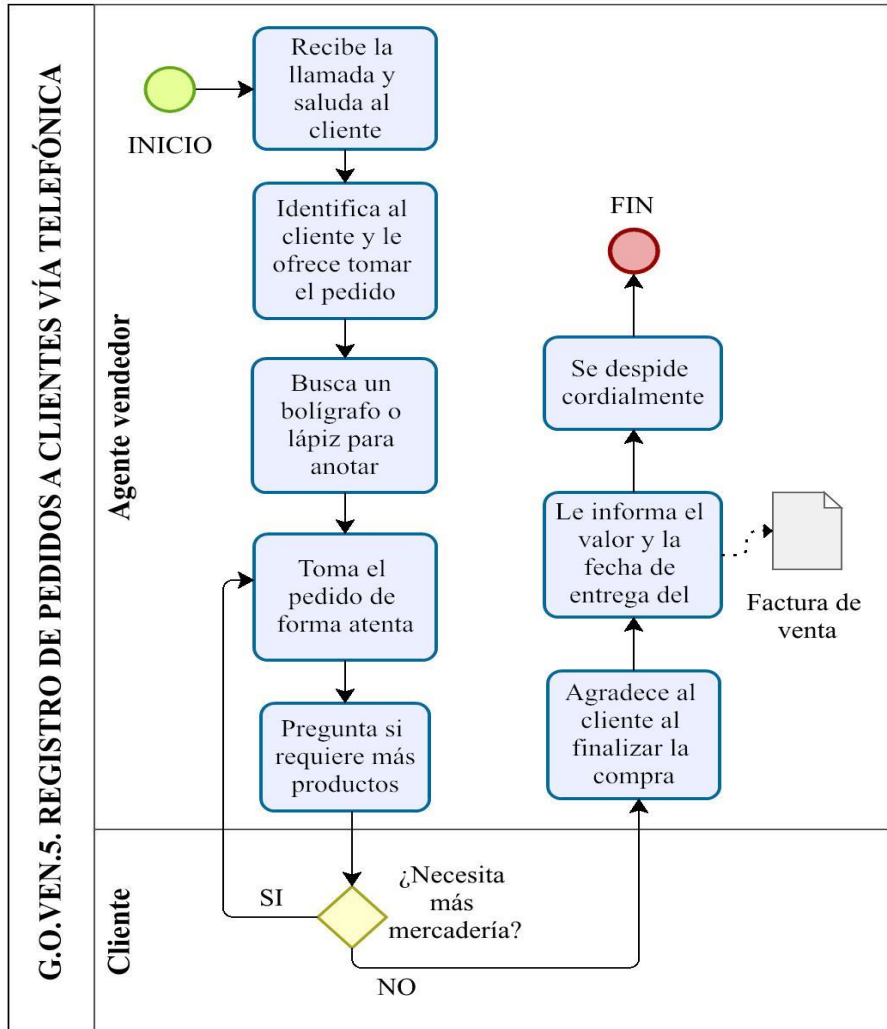 G.O.VEN.5. REGISTRO DE PEDIDOS A CLIENTES VÍA TELEFÓNICA
Agente vendedor
INICIO
Recibe la
llamada y
saluda al
cliente
Identifica al
cliente y le
ofrece tomar
el pedido
Busca un
bolígrafo o
lápiz para
anotar
Toma el
pedido de
forma atenta
Pregunta si
requiere más
productos
Cliente
¿Necesita
más
mercadería?
SI
NO
Agradece al
cliente al
finalizar la
compra
Le informa el
valor y la
fecha de
entrega del
Factura de
venta
Se despide
cordialmente
FIN